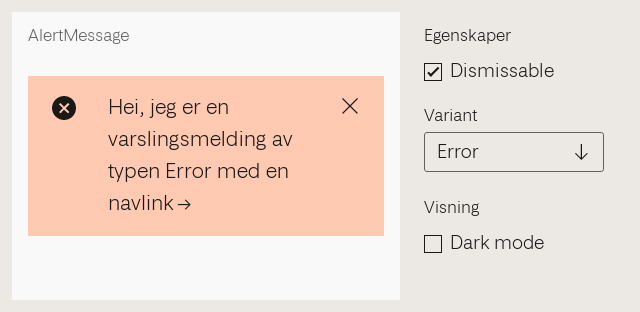 AlertMessage
Hei, jeg er en
varslingsmelding av
typen Error med en
navlink→
Egenskaper
Dismissable
Variant
Error
Visning
Dark mode